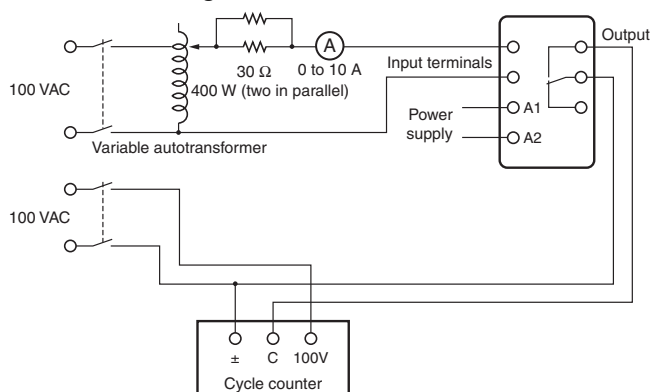 Output
A
30 Ω
0 to 10 A
Input terminals
100 VAC
400 W (two in parallel)
Power
supply
A1
A2
Variable autotransformer
100 VAC
± C 100V
Cycle counter